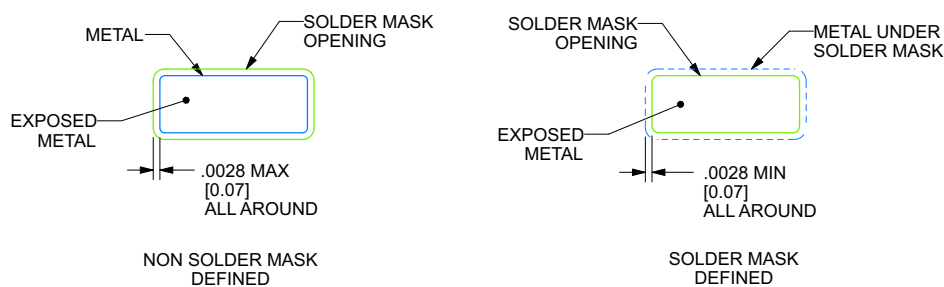 METAL
SOLDER MASK
OPENING
EXPOSED
METAL
.0028 MAX
[0.07]
ALL AROUND
NON SOLDER MASK
DEFINED
SOLDER MASK
OPENING
METAL UNDER
SOLDER MASK
EXPOSED
METAL
.0028 MIN
[0.07]
ALL AROUND
SOLDER MASK
DEFINED